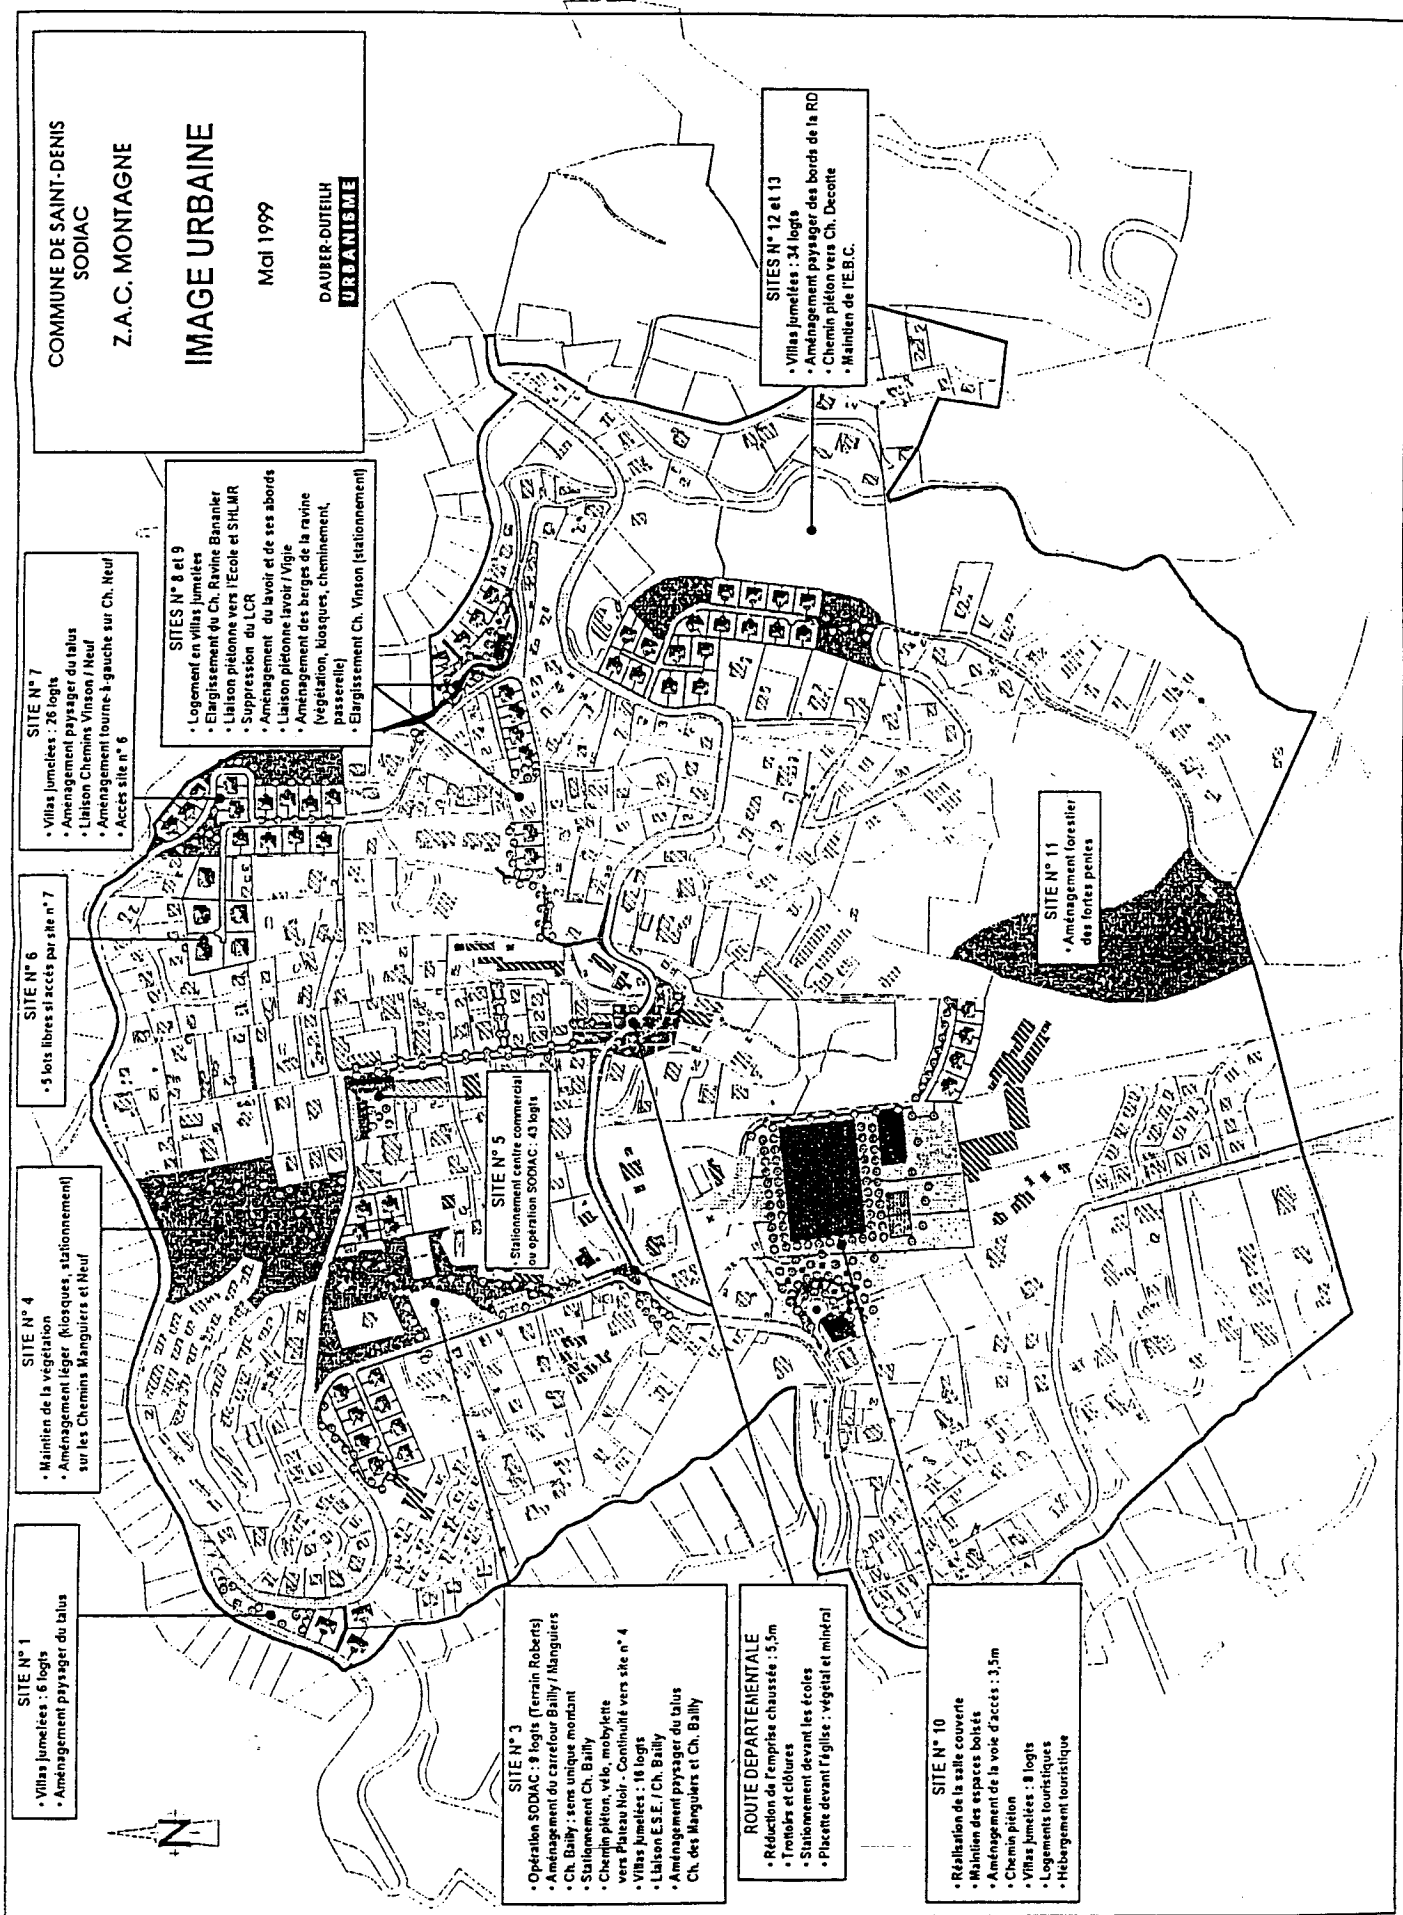 COMMUNE DE SAINT-DENIS
SODIAC
Z.A.C. MONTAGNE
IMAGE URBAINE
Mai 1999
DAUBER-DUTEILH
URBANISME
SITE N° 1
• Villas jumelées : 6 logts
• Aménagement paysager du talus
SITE N° 4
• Maintien de la végétation
• Aménagement léger (kiosques, stationnement)
sur les Chemins Manguiers et Neuf
SITE N° 6
• 5 lots libres si accés par site n° 7
SITE N° 7
• Villas jumelées : 26 logts
• Aménagement paysager du talus
• Liaison Chemins Vinson / Neuf
• Aménagement tourne-à-gauche sur Ch. Neuf
• Accés site n° 6
SITES N° 8 et 9
• Logement en villas jumelées
• Elargissement du Ch. Ravine Bananier
• Liaison piétonne vers l'Ecole et SHLMR
• Suppression du LCR
• Aménagement du lavoir et de ses abords
• Liaison piétonne lavoir / Vigie
• Aménagement des berges de la ravine
(végétation, kiosques, cheminement,
passerelle)
• Elargissement Ch. Vinson (stationnement)
SITES N° 12 et 13
• Villas jumelées : 34 logts
• Aménagement paysager des bords de la RD
• Chemin piéton vers Ch. Decotte
• Maintien de l'E.B.C.
SITE N° 5
• Stationnement centre commercial
ou opération SODIAC : 43 logts
SITE N° 11
• Aménagement forestier
des fortes pentes
SITE N° 3
• Opération SODIAC : 9 logts (Terrain Roberts)
• Aménagement du carrefour Bailly / Manguiers
• Ch. Bailly : sens unique montant
• Stationnement Ch. Bailly
• Chemin piéton, vélo, mobylette
vers Plateau Noir - Continuité vers site n° 4
• Villas jumelées : 16 logts
• Liaison E.S.E. / Ch. Bailly
• Aménagement paysager du talus
Ch. des Manguiers et Ch. Bailly
ROUTE DEPARTEMENTALE
• Réduction de l'emprise chaussée : 5,5m
• Trottoirs et clôtures
• Stationnement devant les écoles
• Placette devant l'église : végétal et minéral
SITE N° 10
• Réalisation de la salle couverte
• Maintien des espaces boisés
• Aménagement de la voie d'accès : 3,5m
• Chemin piéton
• Villas jumelées : 8 logts
• Logements touristiques
• Hébergement touristique
N